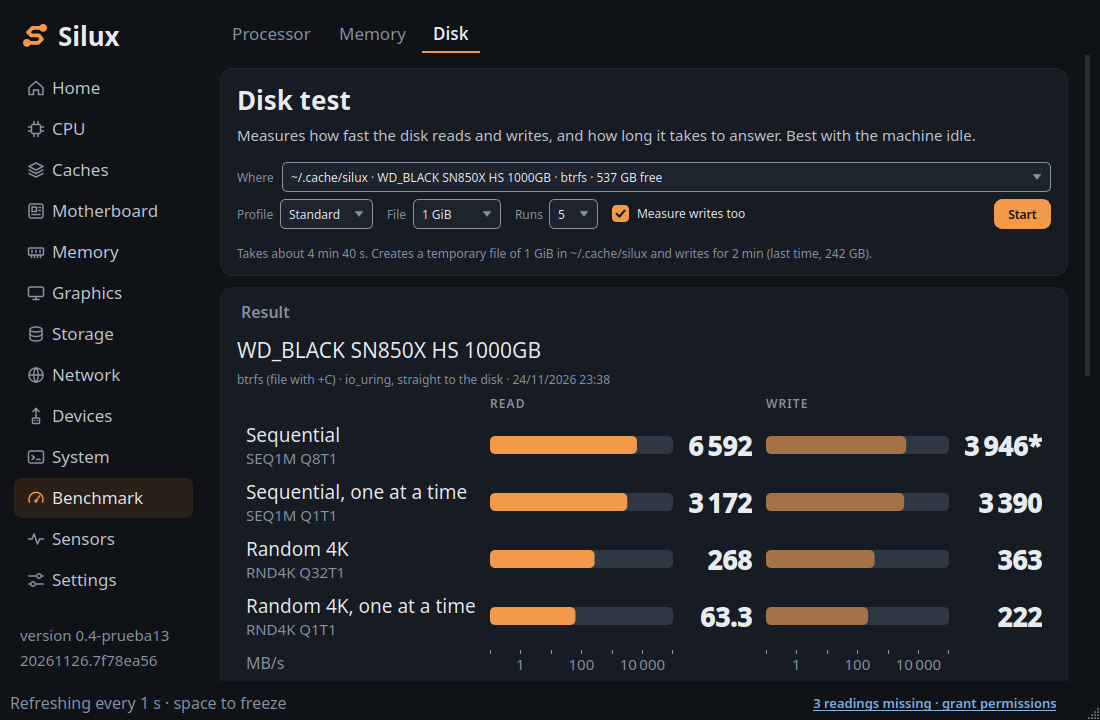 Silux
Processor Memory Disk
Home
CPU
Caches
Motherboard
Memory
Graphics
Storage
Network
Devices
System
Benchmark
Sensors
Settings
version 0.4-prueba13
20261126.7f78ea56
Disk test
Measures how fast the disk reads and writes, and how long it takes to answer. Best with the machine idle.
Where ~/.cache/silux · WD_BLACK SN850X HS 1000GB · btrfs · 537 GB free
Profile Standard File 1 GiB Runs 5 Measure writes too Start
Takes about 4 min 40 s. Creates a temporary file of 1 GiB in ~/.cache/silux and writes for 2 min (last time, 242 GB).
Result
WD_BLACK SN850X HS 1000GB
btrfs (file with +C) · io_uring, straight to the disk · 24/11/2026 23:38
READ WRITE
Sequential 6 592 3 946*
SEQ1M Q8T1
Sequential, one at a time 3 172 3 390
SEQ1M Q1T1
Random 4K 268 363
RND4K Q32T1
Random 4K, one at a time 63.3 222
RND4K Q1T1
MB/s 1 100 10 000 1 100 10 000
Refreshing every 1 s · space to freeze
3 readings missing · grant permissions